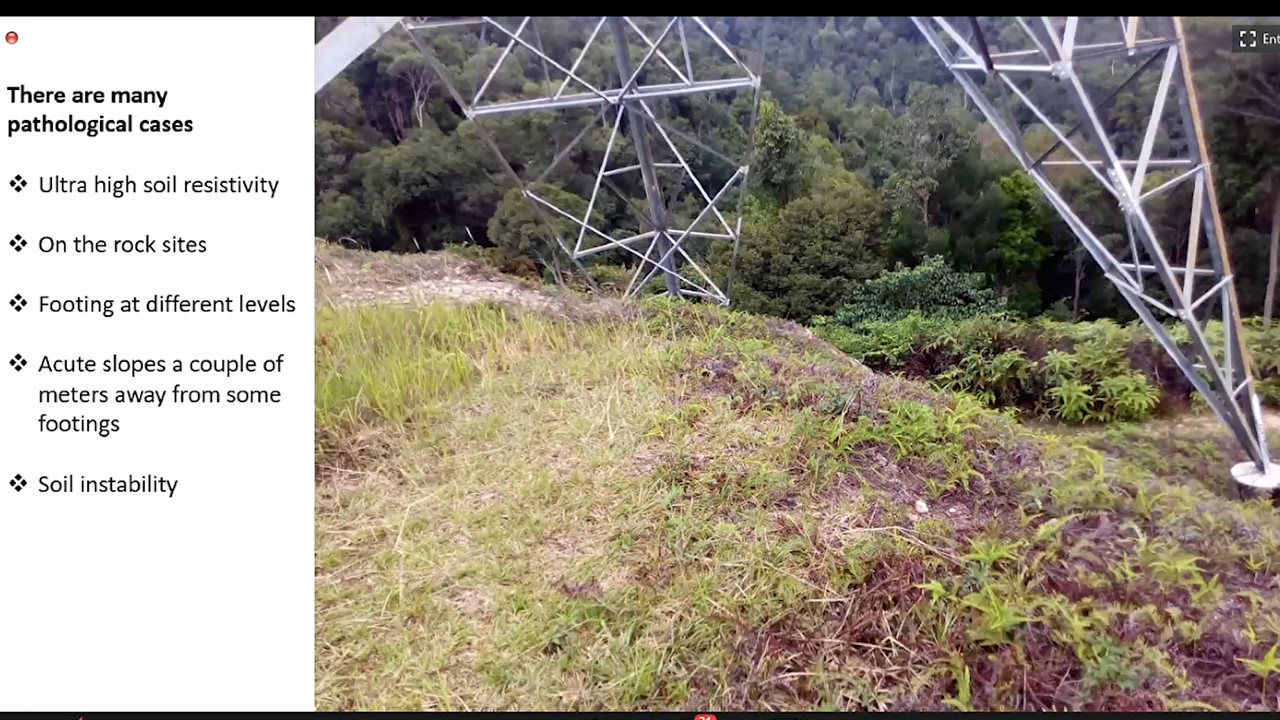 Ent
There are many
pathological cases
❖ Ultra high soil resistivity
❖ On the rock sites
❖ Footing at different levels
❖ Acute slopes a couple of
meters away from some
footings
❖ Soil instability